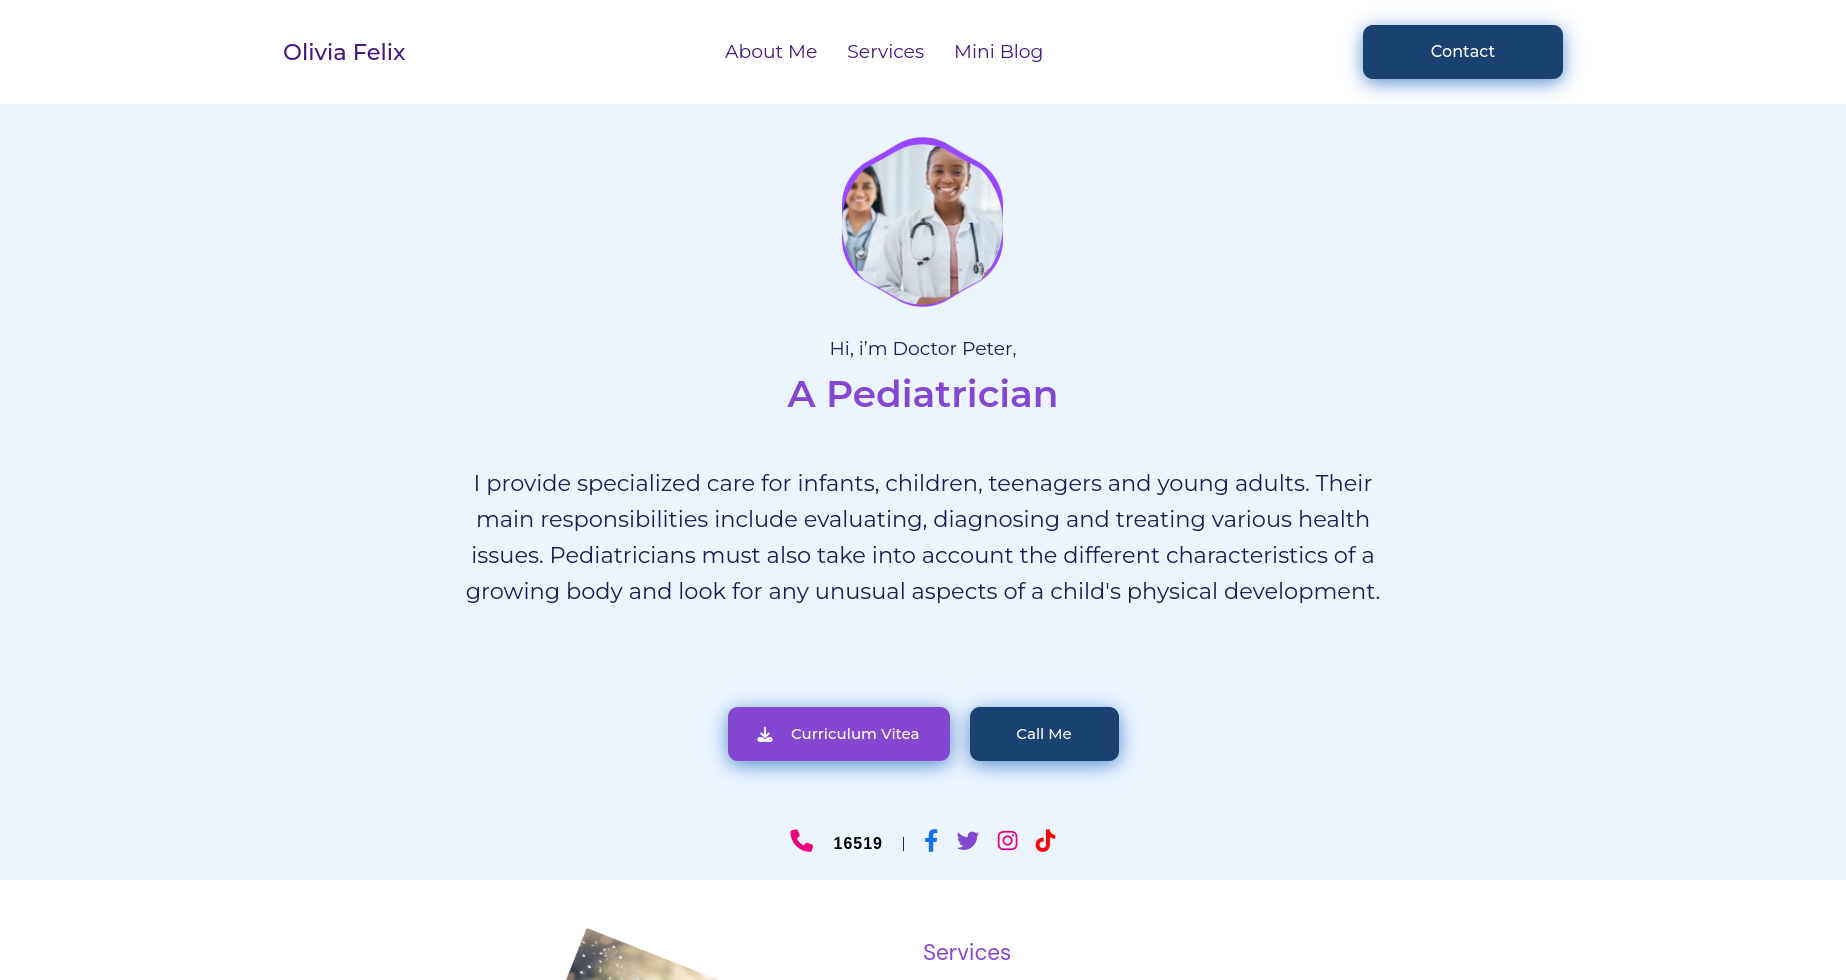 Olivia Felix
About Me Services Mini Blog
Contact
Hi, i’m Doctor Peter,
A Pediatrician
I provide specialized care for infants, children, teenagers and young adults. Their
main responsibilities include evaluating, diagnosing and treating various health
issues. Pediatricians must also take into account the different characteristics of a
growing body and look for any unusual aspects of a child's physical development.
Curriculum Vitea
Call Me
16519 |
Services